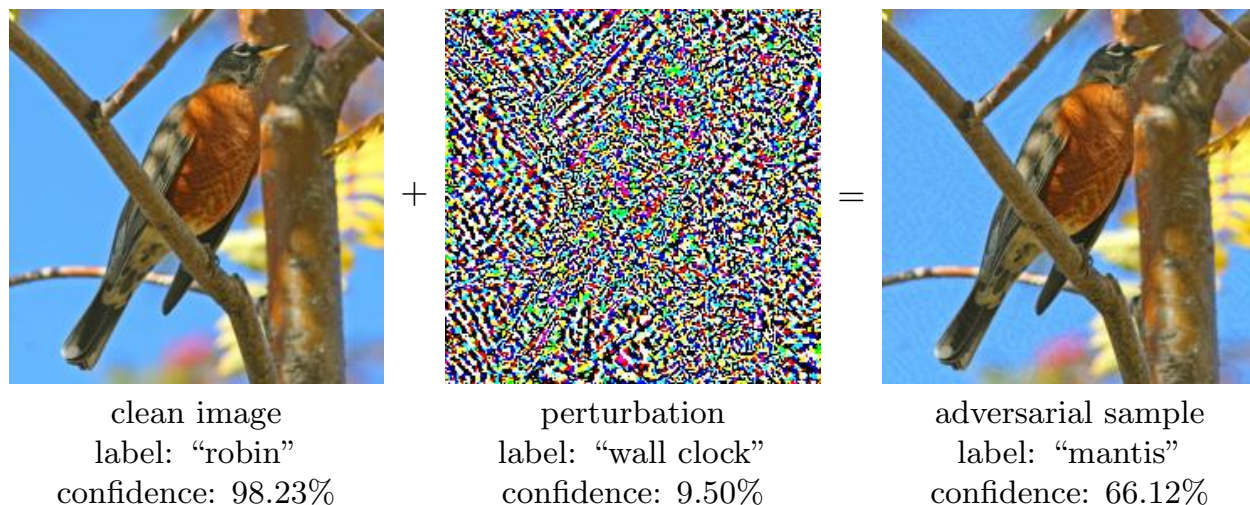 +
=
clean image
label: “robin”
confidence: 98.23%
perturbation
label: “wall clock”
confidence: 9.50%
adversarial sample
label: “mantis”
confidence: 66.12%